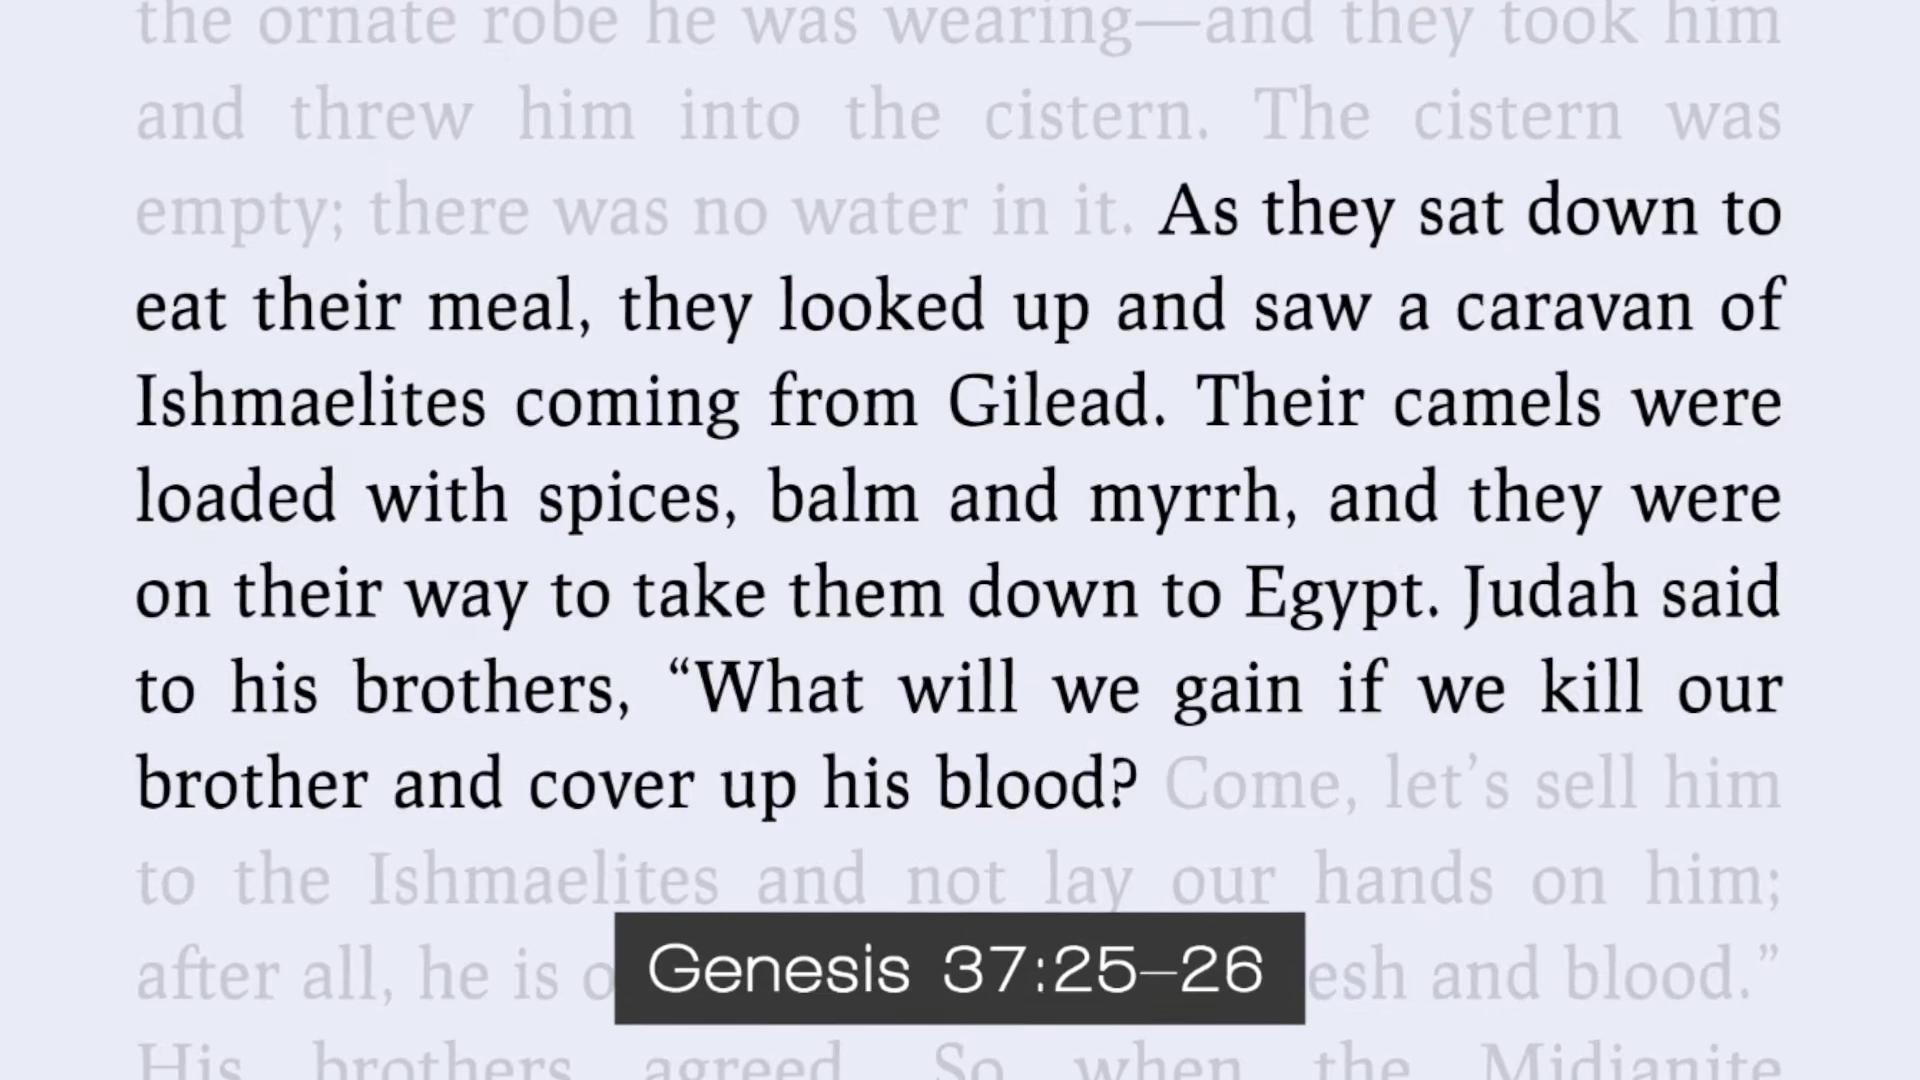 the ornate robe he was wearing—and they took him
and threw him into the cistern. The cistern was
empty; there was no water in it. As they sat down to
eat their meal, they looked up and saw a caravan of
Ishmaelites coming from Gilead. Their camels were
loaded with spices, balm and myrrh, and they were
on their way to take them down to Egypt. Judah said
to his brothers, “What will we gain if we kill our
brother and cover up his blood? Come, let’s sell him
to the Ishmaelites and not lay our hands on him;
after all, he is and blood.”
Genesis 37:25–26
His brothers agreed. So when the Midianite